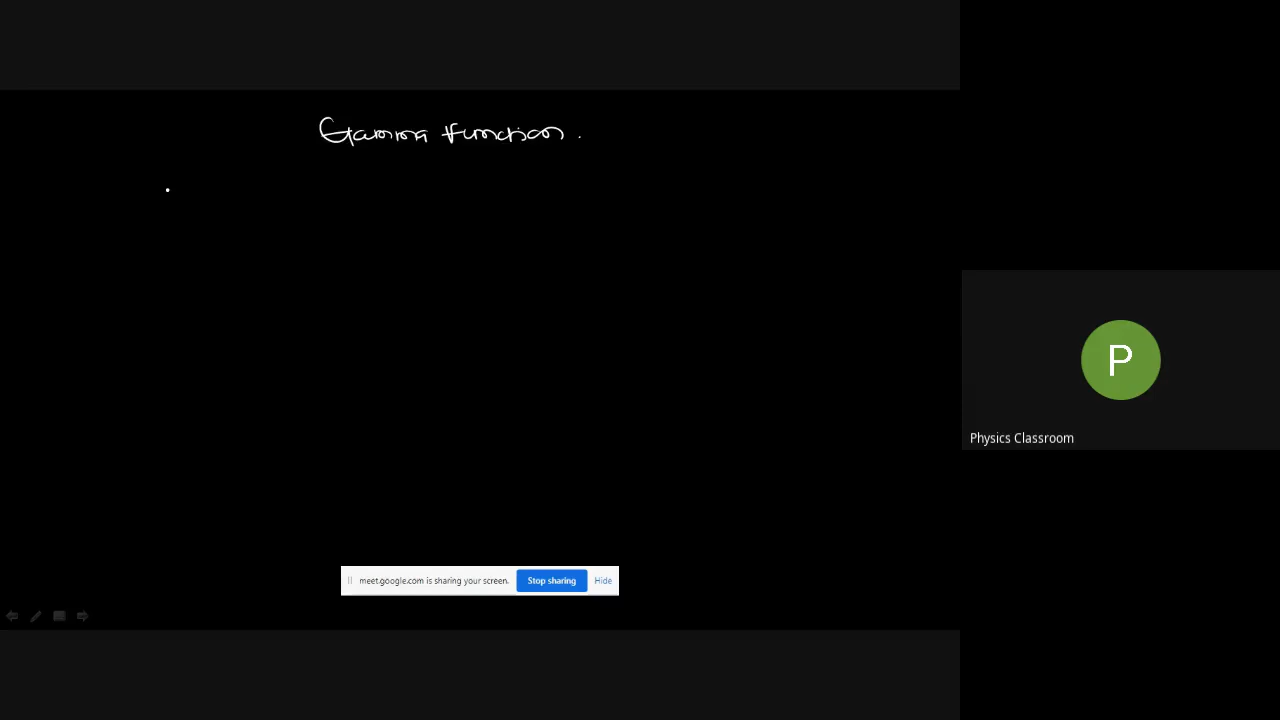 Gamma function.
P
Physics Classroom
meet.google.com is sharing your screen. Stop sharing Hide